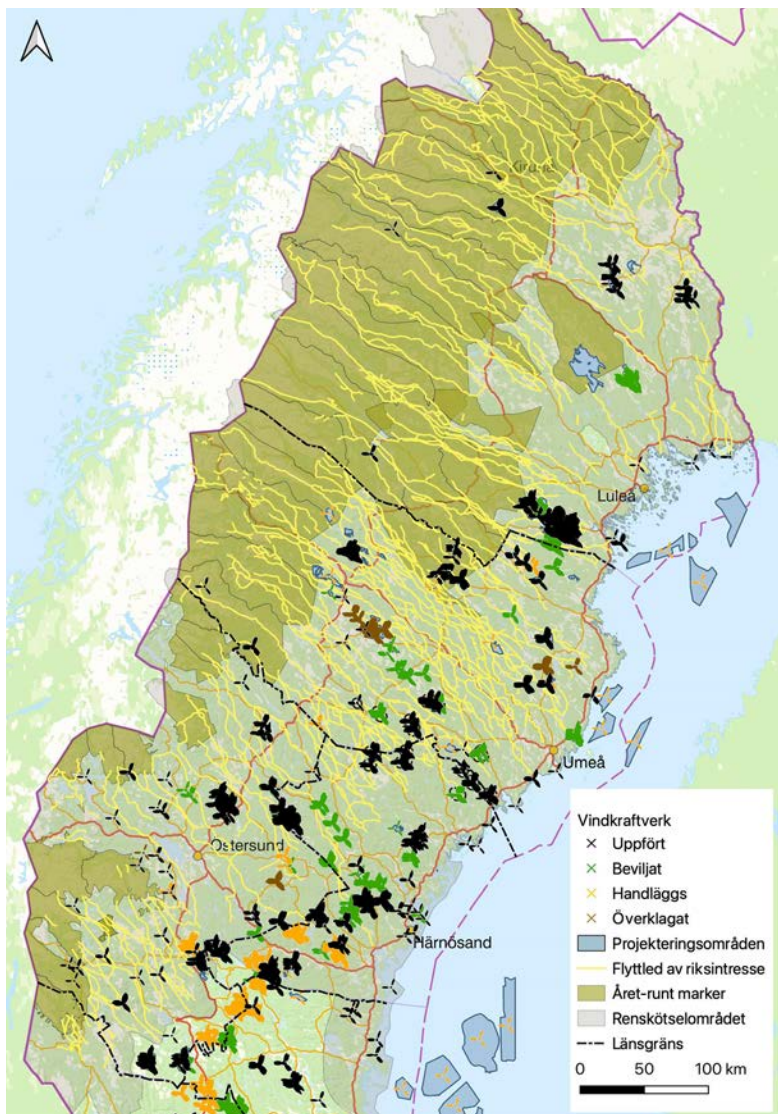 Kiruna
Luleå
Umeå
Östersund
Härnösand
Vindkraftverk
Uppfört
Beviljat
Handläggs
Överklagat
Projekteringsområden
Flyttled av riksintresse
Året-runt marker
Renskötselområdet
Länsgräns
0 50 100 km